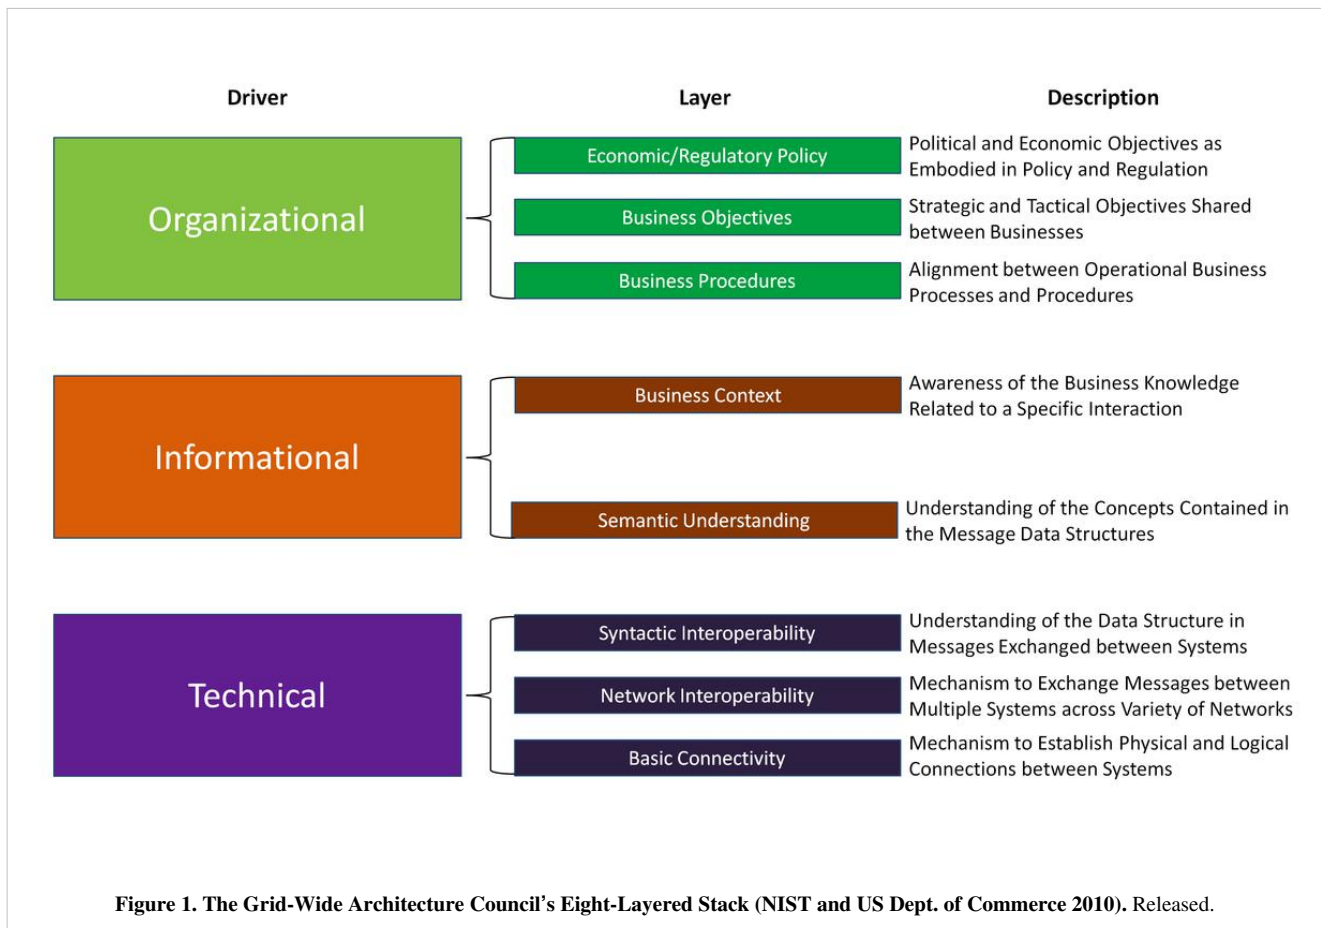 Driver
Layer
Description
Organizational
Economic/Regulatory Policy
Political and Economic Objectives as
Embodied in Policy and Regulation
Business Objectives
Strategic and Tactical Objectives Shared
between Businesses
Business Procedures
Alignment between Operational Business
Processes and Procedures
Informational
Business Context
Awareness of the Business Knowledge
Related to a Specific Interaction
Semantic Understanding
Understanding of the Concepts Contained in
the Message Data Structures
Technical
Syntactic Interoperability
Understanding of the Data Structure in
Messages Exchanged between Systems
Network Interoperability
Mechanism to Exchange Messages between
Multiple Systems across Variety of Networks
Basic Connectivity
Mechanism to Establish Physical and Logical
Connections between Systems
Figure 1. The Grid-Wide Architecture Council’s Eight-Layered Stack (NIST and US Dept. of Commerce 2010). Released.